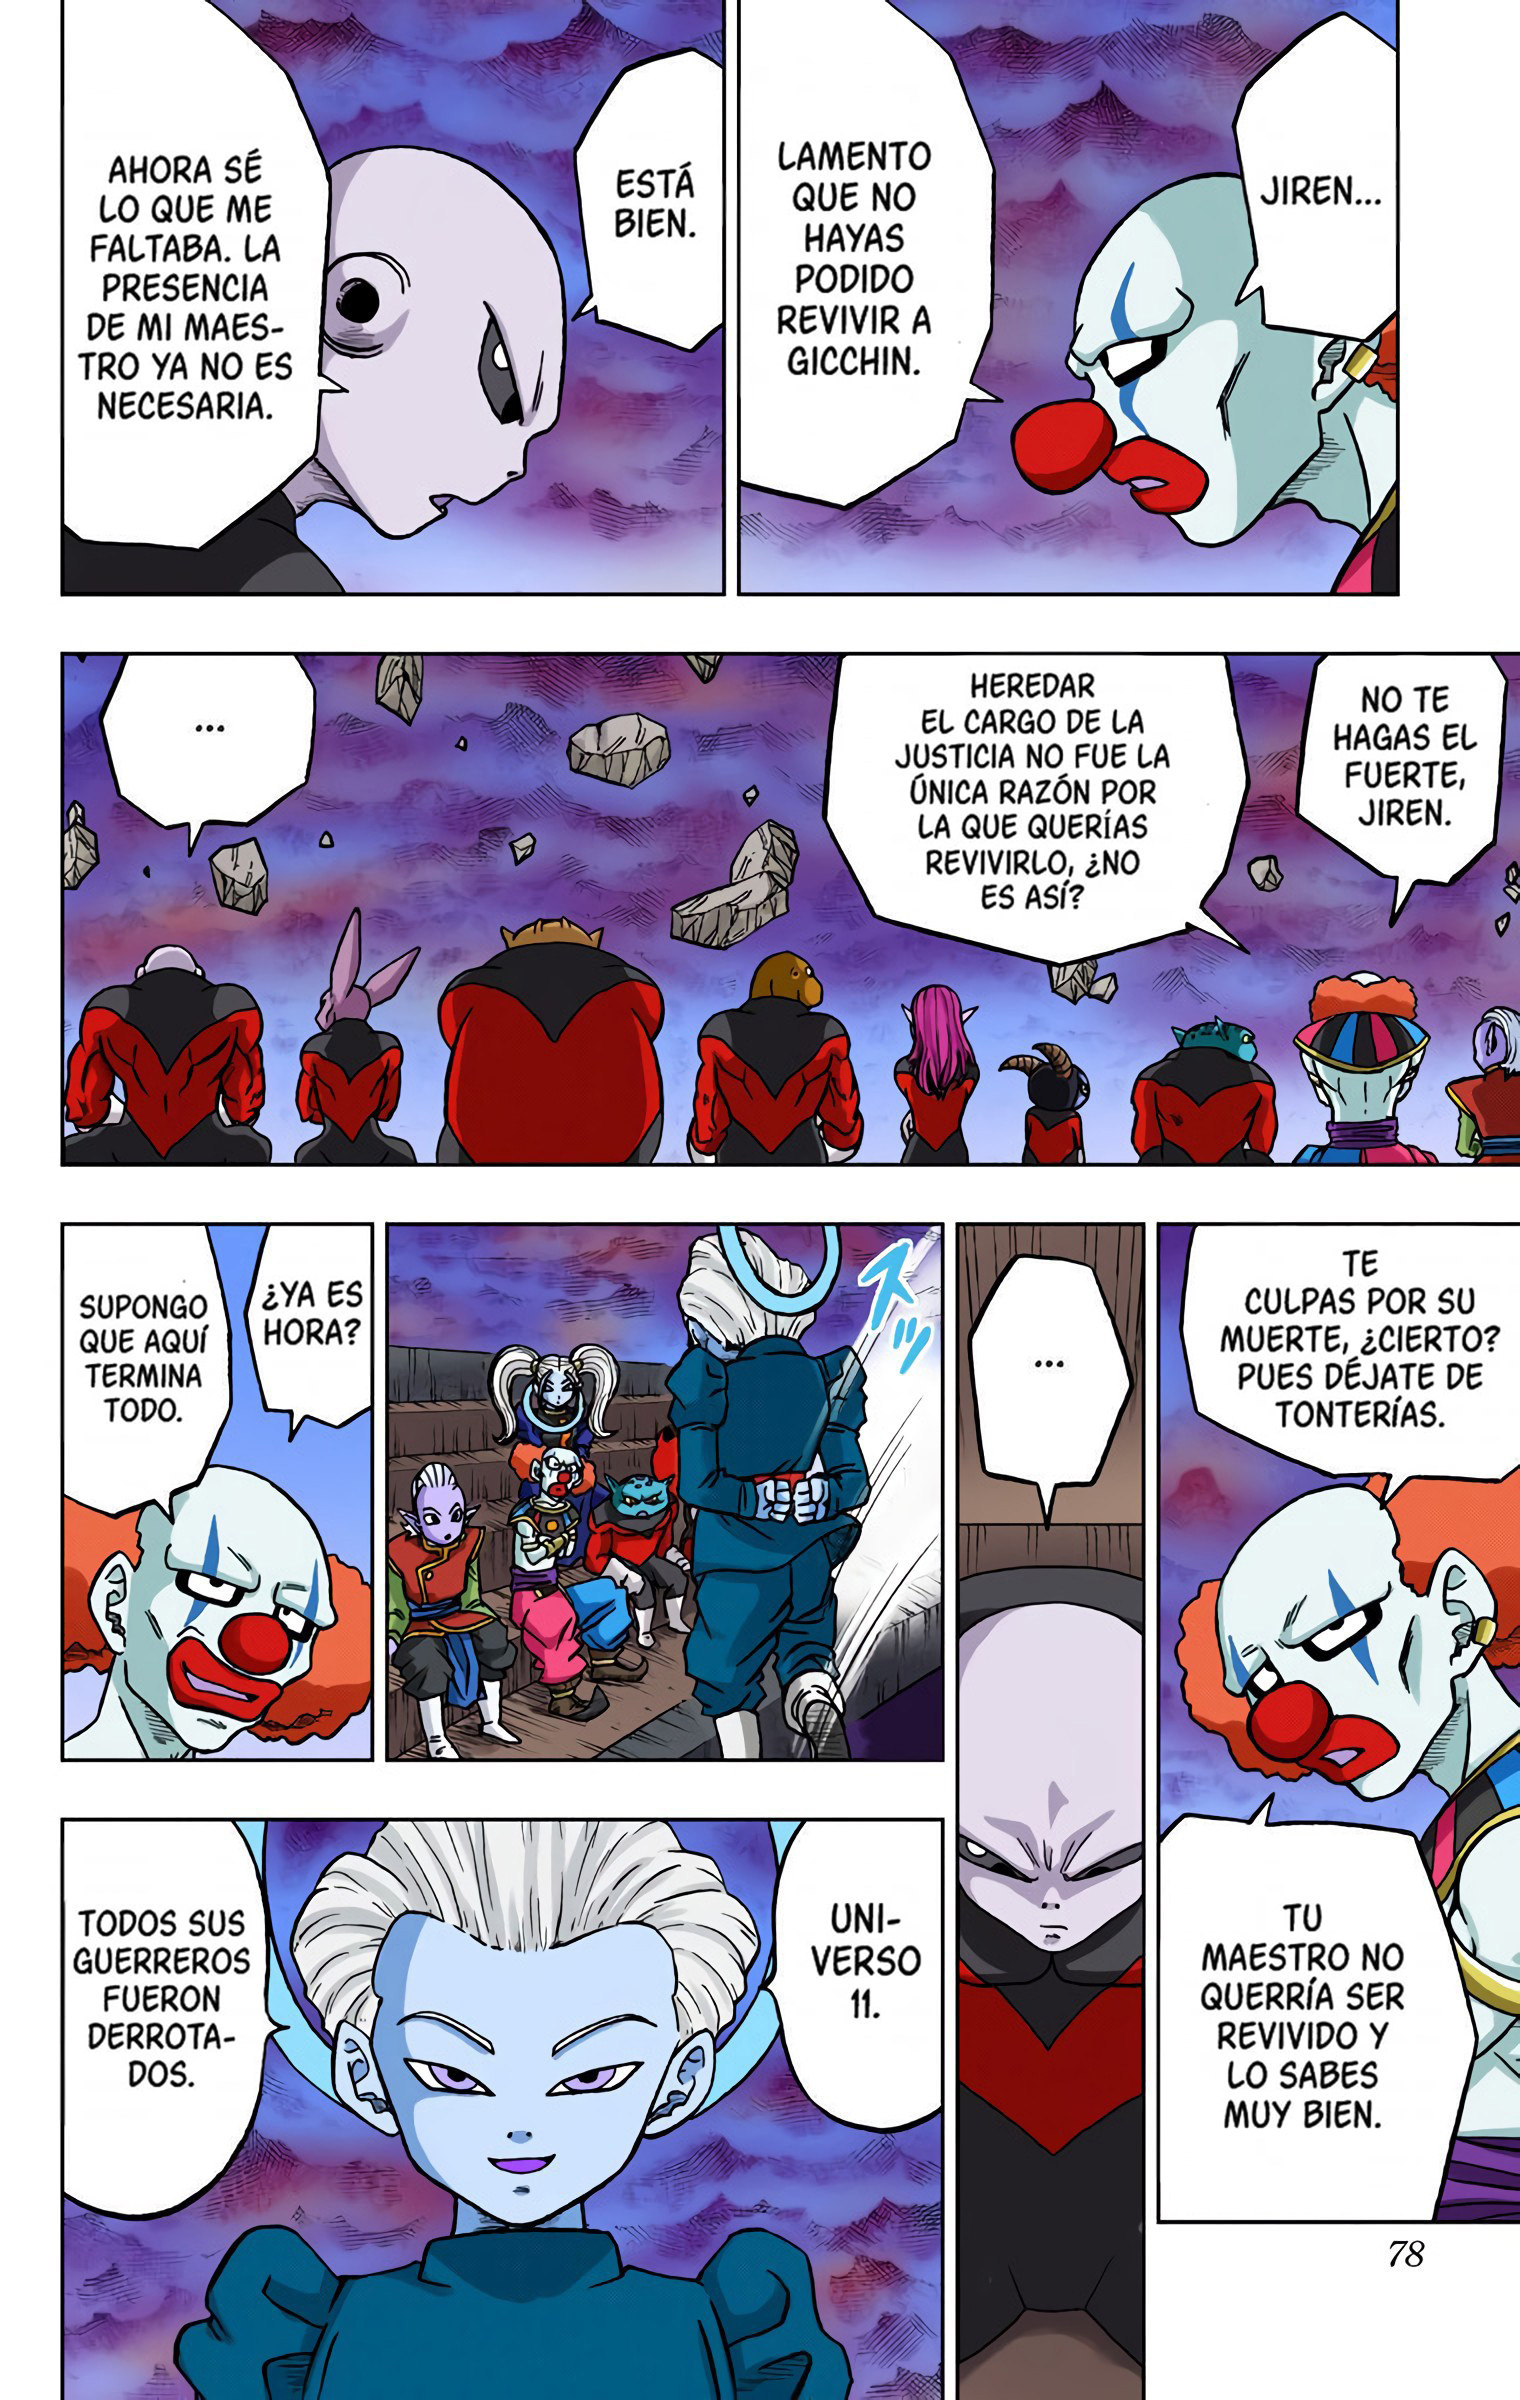 JIREN...
LAMENTO
QUE NO
HAYAS
PODIDO
REVIVIR A
GICCHIN.
ESTÁ
BIEN.
AHORA SÉ
LO QUE ME
FALTABA. LA
PRESENCIA
DE MI MAES-
TRO YA NO ES
NECESARIA.
NO TE
HAGAS EL
FUERTE,
JIREN.
HEREDAR
EL CARGO DE LA
JUSTICIA NO FUE LA
ÚNICA RAZÓN POR
LA QUE QUERÍAS
REVIVIRLO, ¿NO
ES ASÍ?
...
TE
CULPAS POR SU
MUERTE, ¿CIERTO?
PUES DÉJATE DE
TONTERÍAS.
TU
MAESTRO NO
QUERRÍA SER
REVIVIDO Y
LO SABES
MUY BIEN.
...
スッ
¿YA ES
HORA?
SUPONGO
QUE AQUÍ
TERMINA
TODO.
UNI-
VERSO
11.
TODOS SUS
GUERREROS
FUERON
DERROTA-
DOS.
78